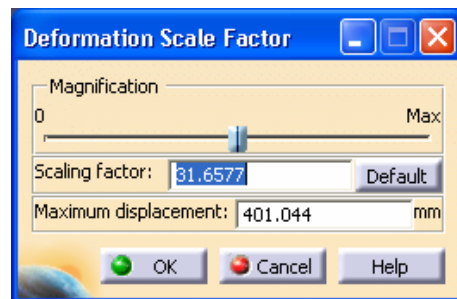 Deformation Scale Factor
Magnification
0 Max
Scaling factor: 31.6577 Default
Maximum displacement: 401.044 mm
OK Cancel Help